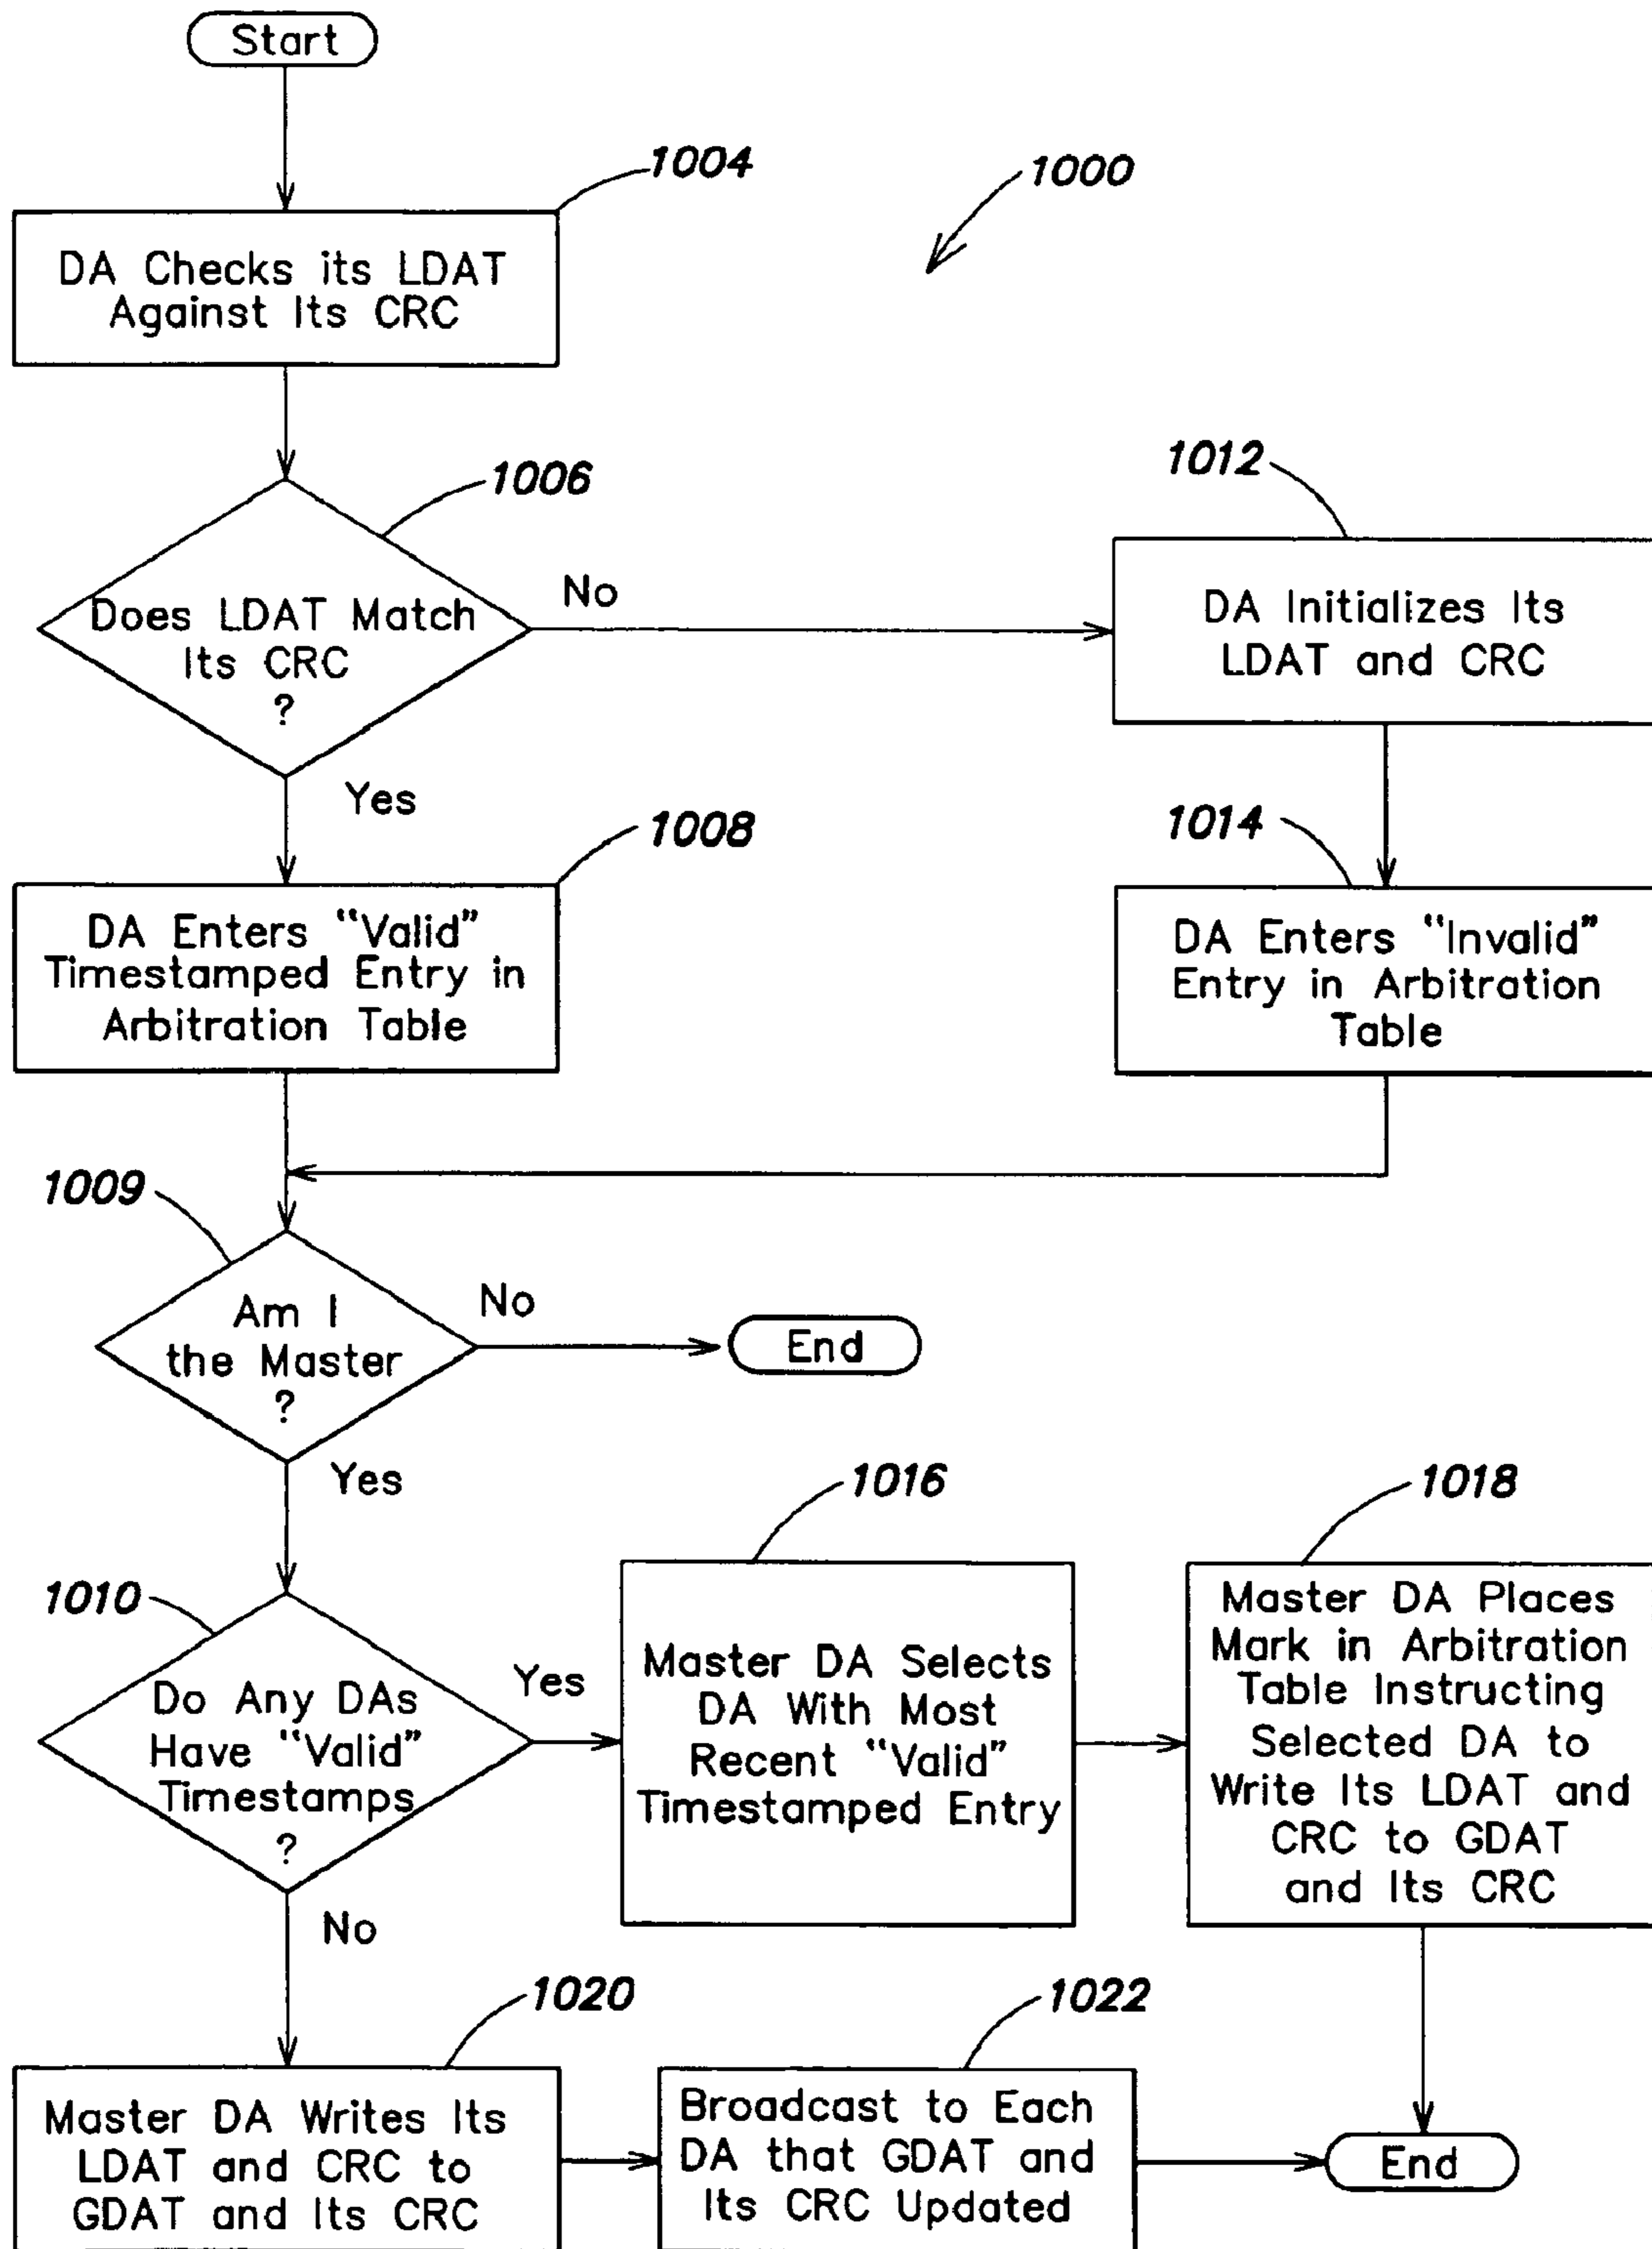 Start
1004
1000
DA Checks its LDAT
Against Its CRC
1006
1012
Does LDAT Match
Its CRC
?
No
DA Initializes Its
LDAT and CRC
Yes
1008
1014
DA Enters “Valid”
Timestamped Entry in
Arbitration Table
DA Enters “Invalid”
Entry in Arbitration
Table
1009
Am I
the Master
?
No
End
Yes
1016
1018
1010
Do Any DAs
Have “Valid”
Timestamps
?
Yes
Master DA Selects
DA With Most
Recent “Valid”
Timestamped Entry
Master DA Places
Mark in Arbitration
Table Instructing
Selected DA to
Write Its LDAT and
CRC to GDAT
and Its CRC
No
1020
1022
Master DA Writes Its
LDAT and CRC to
GDAT and Its CRC
Broadcast to Each
DA that GDAT and
Its CRC Updated
End